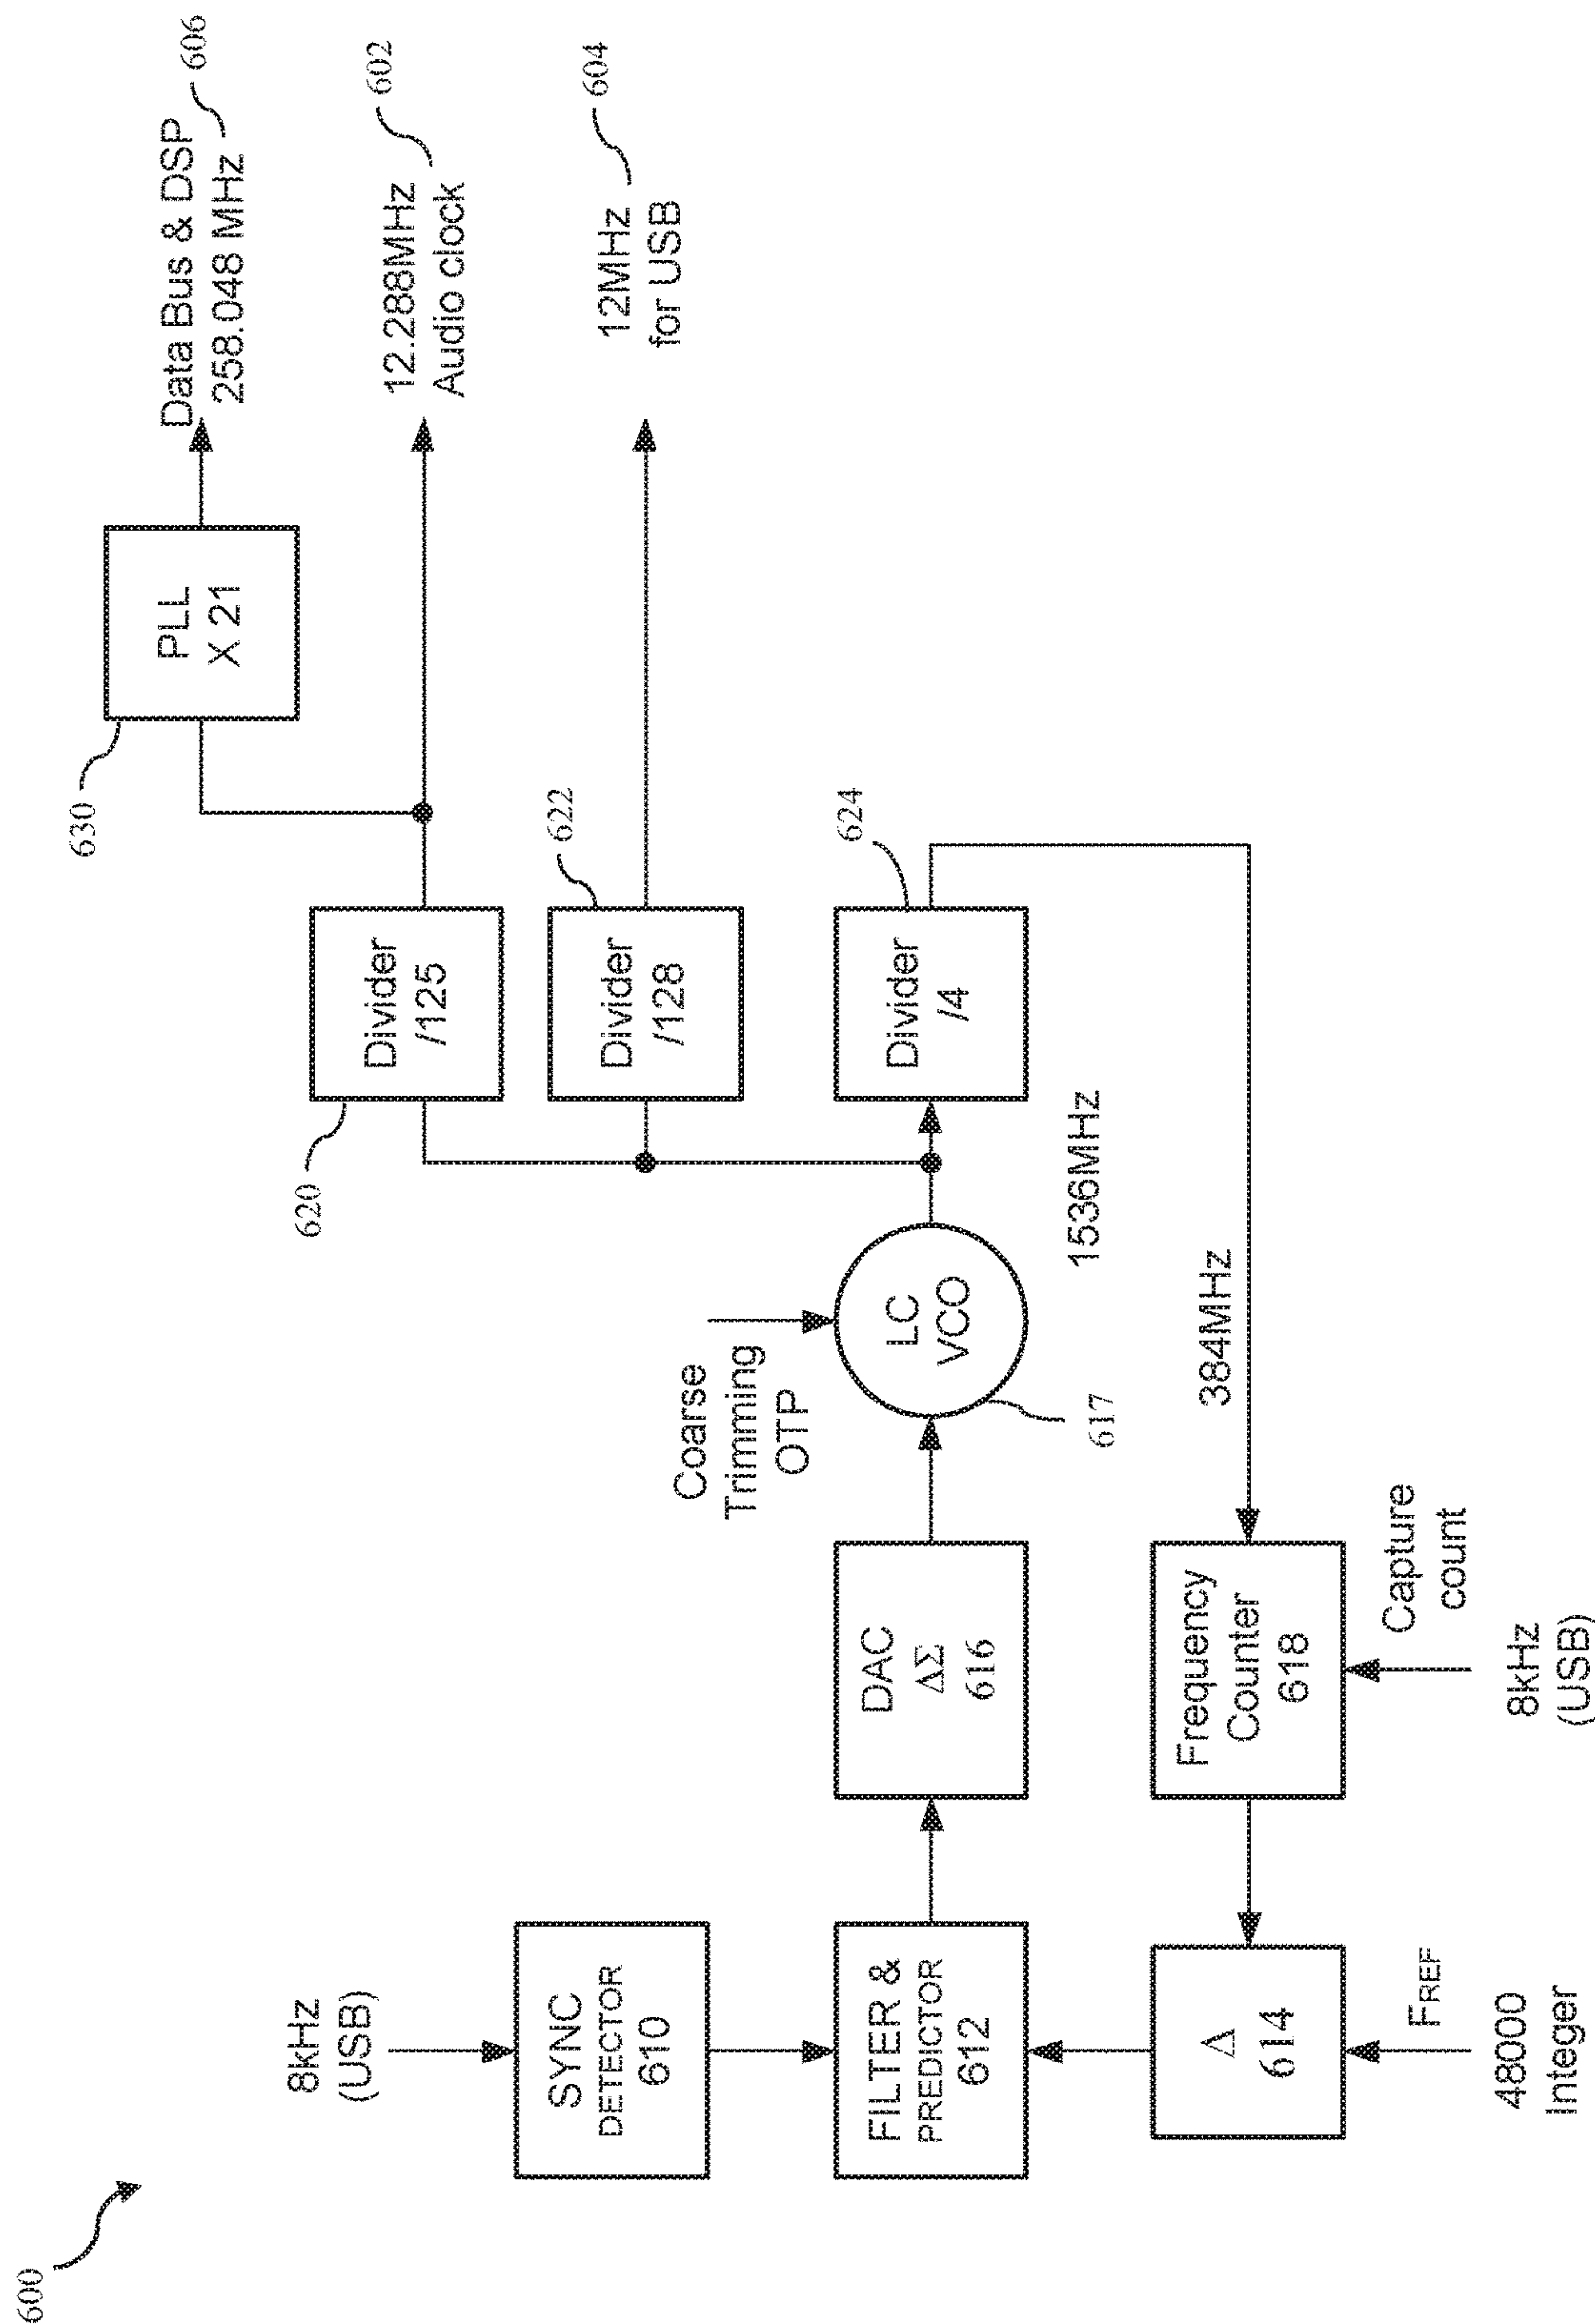 600
8kHz
(USB)
SYNC
DETECTOR
610
FILTER &
PREDICTOR
612
Δ
614
FREF
48000
Integer
DAC
ΔΣ
616
Frequency
Counter
618
Capture
count
8kHz
(USB)
Coarse
Trimming
OTP
LC
VCO
617
1536MHz
384MHz
620
Divider
/125
622
Divider
/128
624
Divider
/4
630
PLL
X 21
Data Bus & DSP
258.048 MHz
606
12.288MHz
Audio clock
602
12MHz
for USB
604